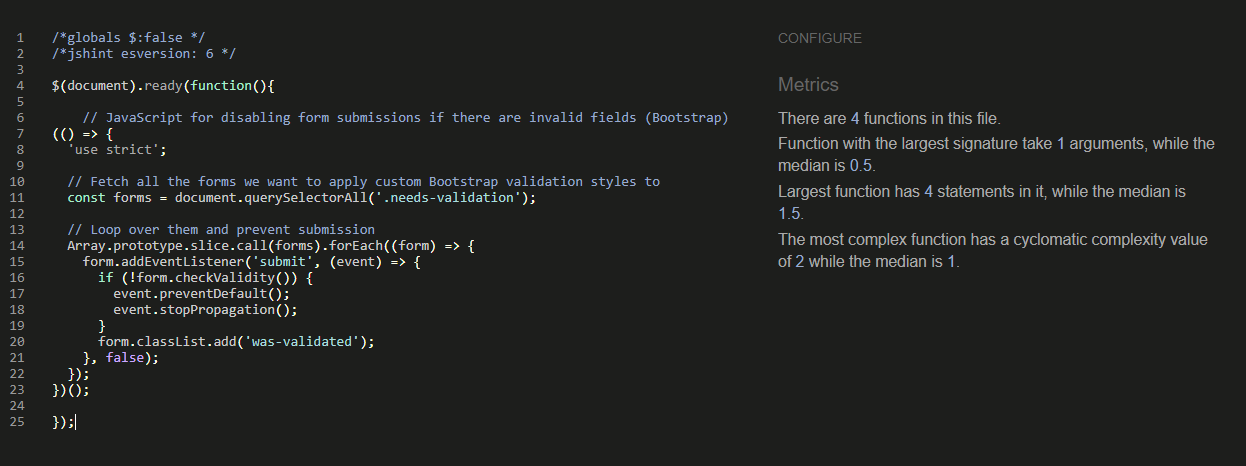 1 /*globals $:false */
2 /*jshint esversion: 6 */
3
4 $(document).ready(function(){
5
6     // JavaScript for disabling form submissions if there are invalid fields (Bootstrap)
7 (() => {
8   'use strict';
9
10   // Fetch all the forms we want to apply custom Bootstrap validation styles to
11   const forms = document.querySelectorAll('.needs-validation');
12
13   // Loop over them and prevent submission
14   Array.prototype.slice.call(forms).forEach((form) => {
15     form.addEventListener('submit', (event) => {
16       if (!form.checkValidity()) {
17         event.preventDefault();
18         event.stopPropagation();
19       }
20       form.classList.add('was-validated');
21     }, false);
22   });
23 })();
24
25 });
CONFIGURE
Metrics
There are 4 functions in this file.
Function with the largest signature take 1 arguments, while the
median is 0.5.
Largest function has 4 statements in it, while the median is
1.5.
The most complex function has a cyclomatic complexity value
of 2 while the median is 1.